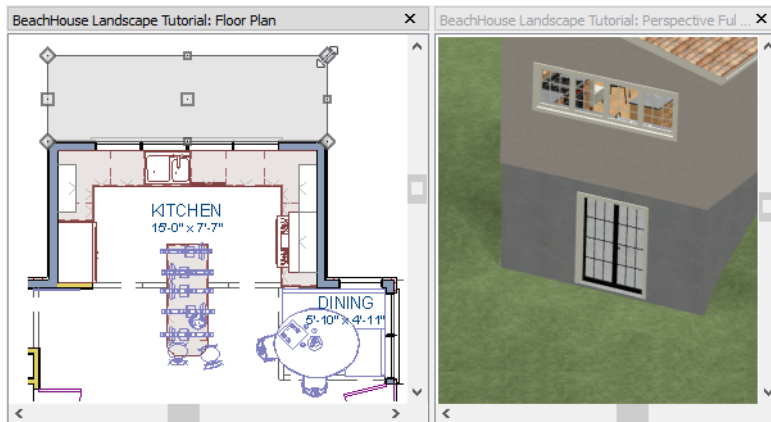 BeachHouse Landscape Tutorial: Floor Plan
BeachHouse Landscape Tutorial: Perspective Ful ...
KITCHEN
15'-0" x 7'-7"
DINING
5'-10" x 4'-11"